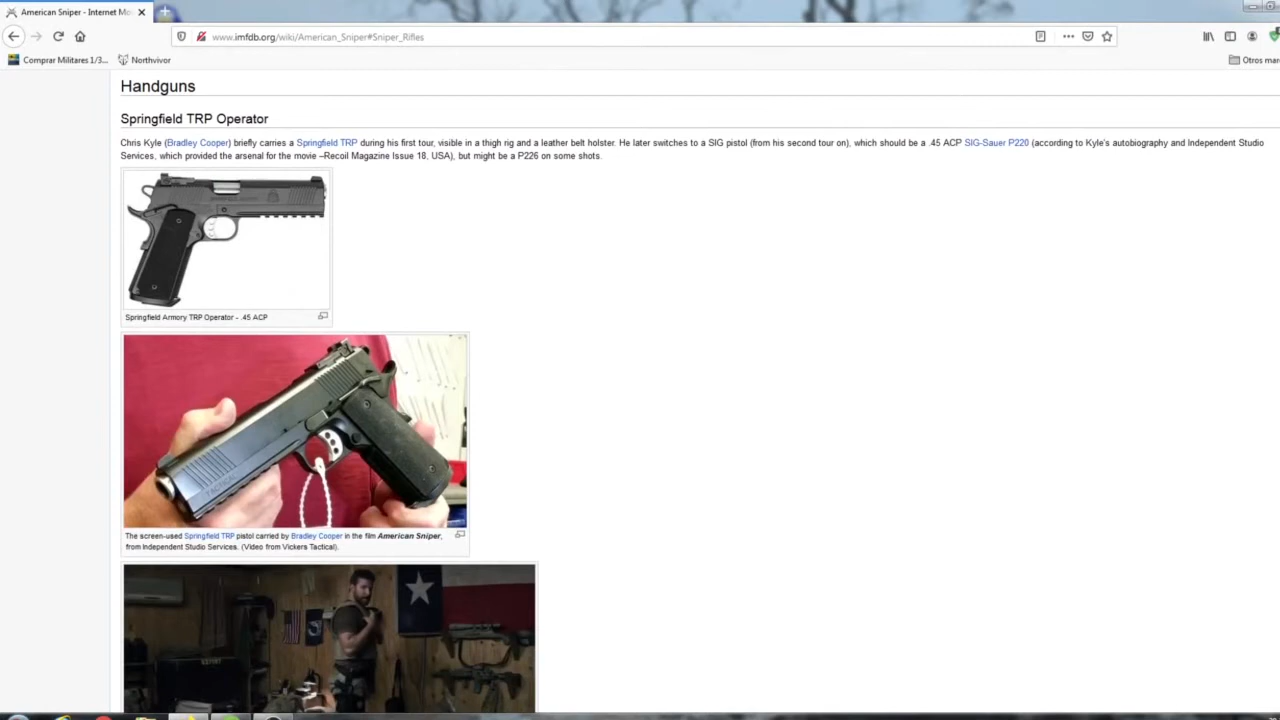 American Sniper - Internet Mo
www.imfdb.org/wiki/American_Sniper#Sniper_Rifles
Comprar Militares 1/3... Northvivor Otros mar
Handguns
Springfield TRP Operator
Chris Kyle (Bradley Cooper) briefly carries a Springfield TRP during his first tour, visible in a thigh rig and a leather belt holster. He later switches to a SIG pistol (from his second tour on), which should be a .45 ACP SIG-Sauer P220 (according to Kyle's autobiography and Independent Studio
Services, which provided the arsenal for the movie –Recoil Magazine Issue 18, USA), but might be a P226 on some shots.
Springfield Armory TRP Operator - .45 ACP
TACTICAL
The screen-used Springfield TRP pistol carried by Bradley Cooper in the film American Sniper,
from Independent Studio Services. (Video from Vickers Tactical).